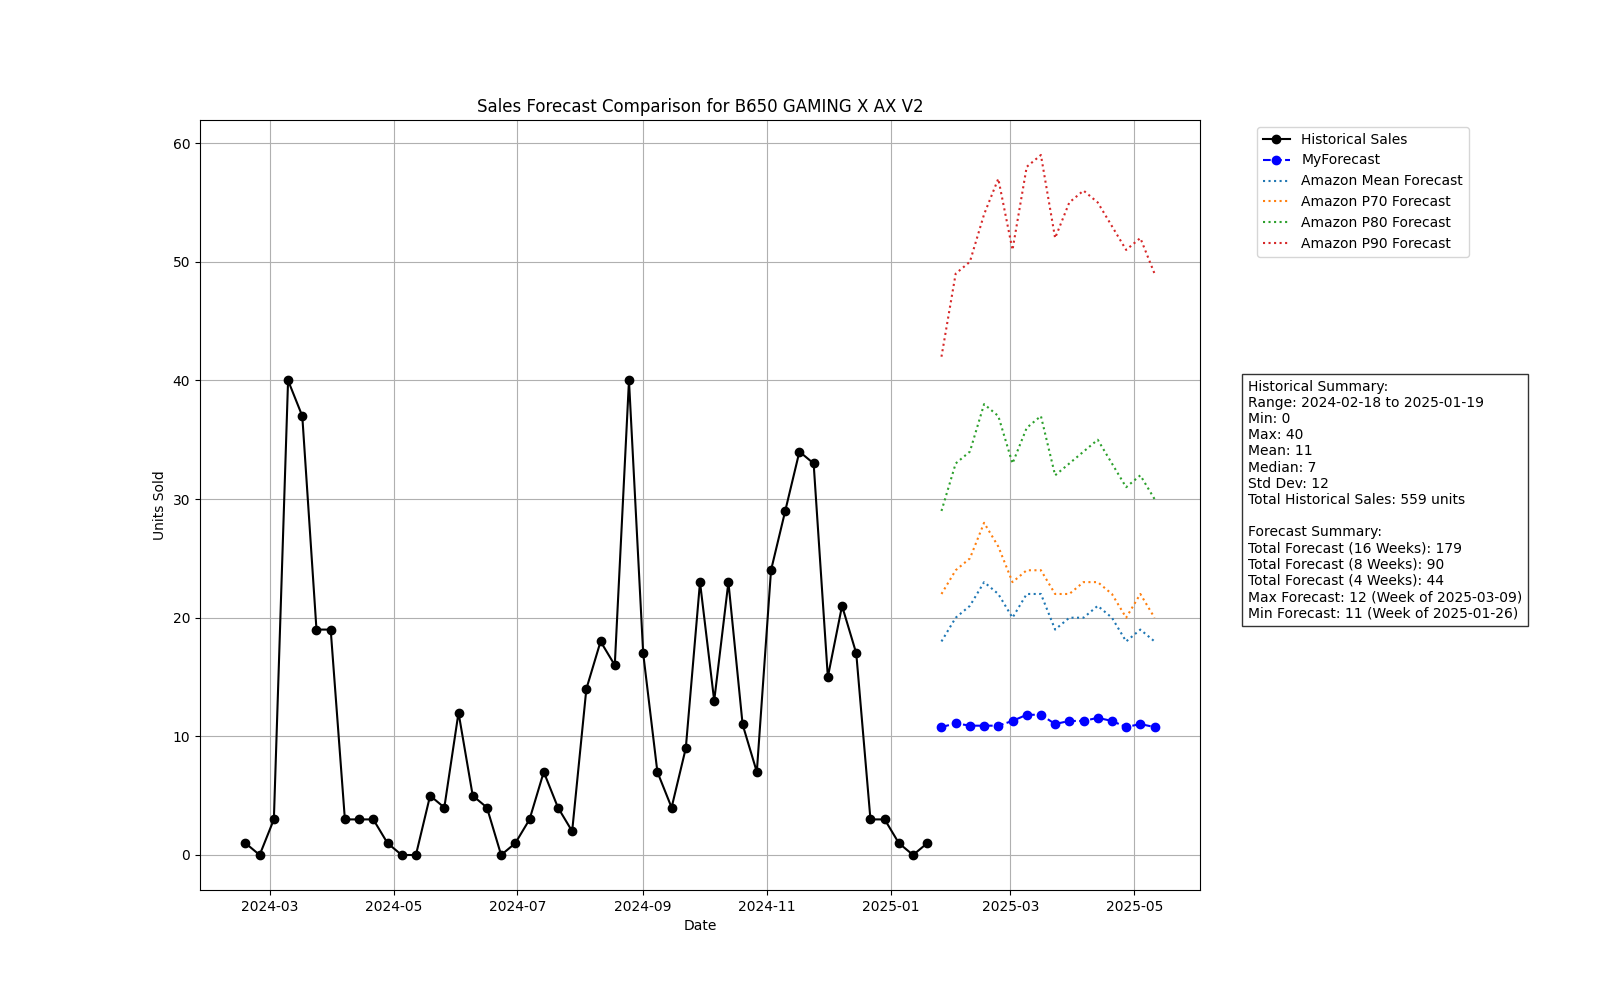 Sales Forecast Comparison for B650 GAMING X AX V2
60
50
40
30
20
10
0
Units Sold
2024-03
2024-05
2024-07
2024-09
2024-11
2025-01
2025-03
2025-05
Date
Historical Sales
MyForecast
Amazon Mean Forecast
Amazon P70 Forecast
Amazon P80 Forecast
Amazon P90 Forecast
Historical Summary:
Range: 2024-02-18 to 2025-01-19
Min: 0
Max: 40
Mean: 11
Median: 7
Std Dev: 12
Total Historical Sales: 559 units
Forecast Summary:
Total Forecast (16 Weeks): 179
Total Forecast (8 Weeks): 90
Total Forecast (4 Weeks): 44
Max Forecast: 12 (Week of 2025-03-09)
Min Forecast: 11 (Week of 2025-01-26)